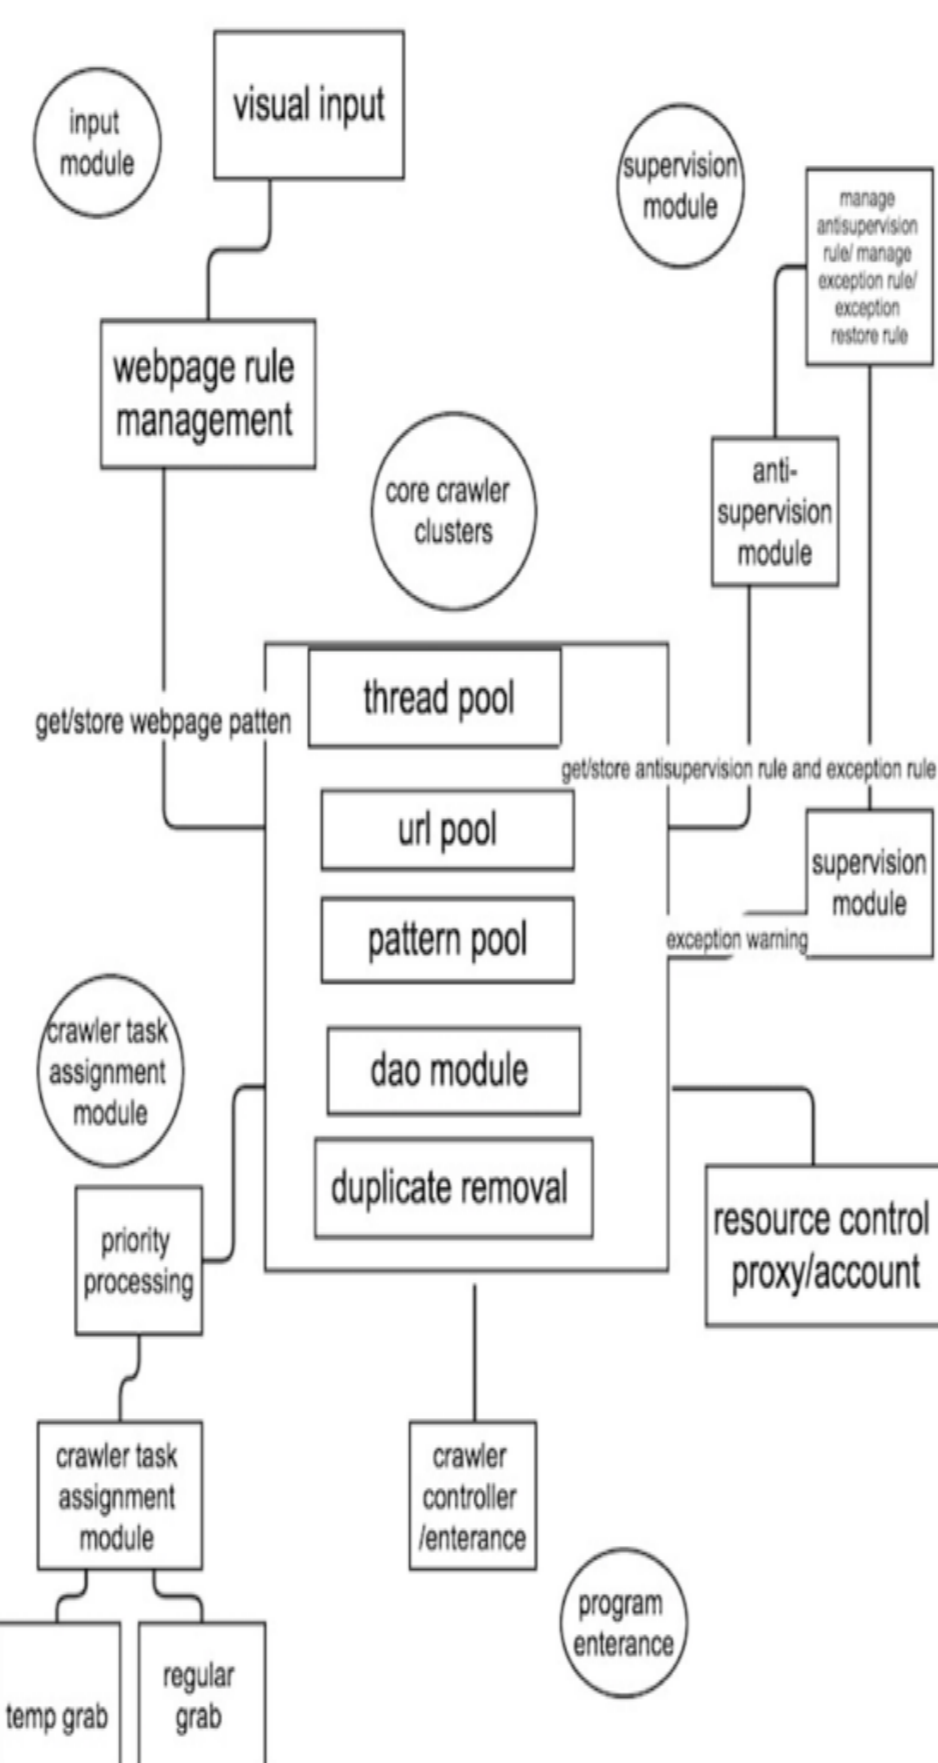 visual input
input
module
supervision
module
manage
antisupervision
rule/ manage
exception rule/
exception
restore rule
webpage rule
management
core crawler
clusters
anti-
supervision
module
thread pool
get/store webpage patten
get/store antisupervision rule and exception rule
url pool
supervision
module
pattern pool
exception warning
crawler task
assignment
module
dao module
duplicate removal
resource control
proxy/account
priority
processing
crawler task
assignment
module
crawler
controller
/enterance
program
enterance
temp grab
regular
grab